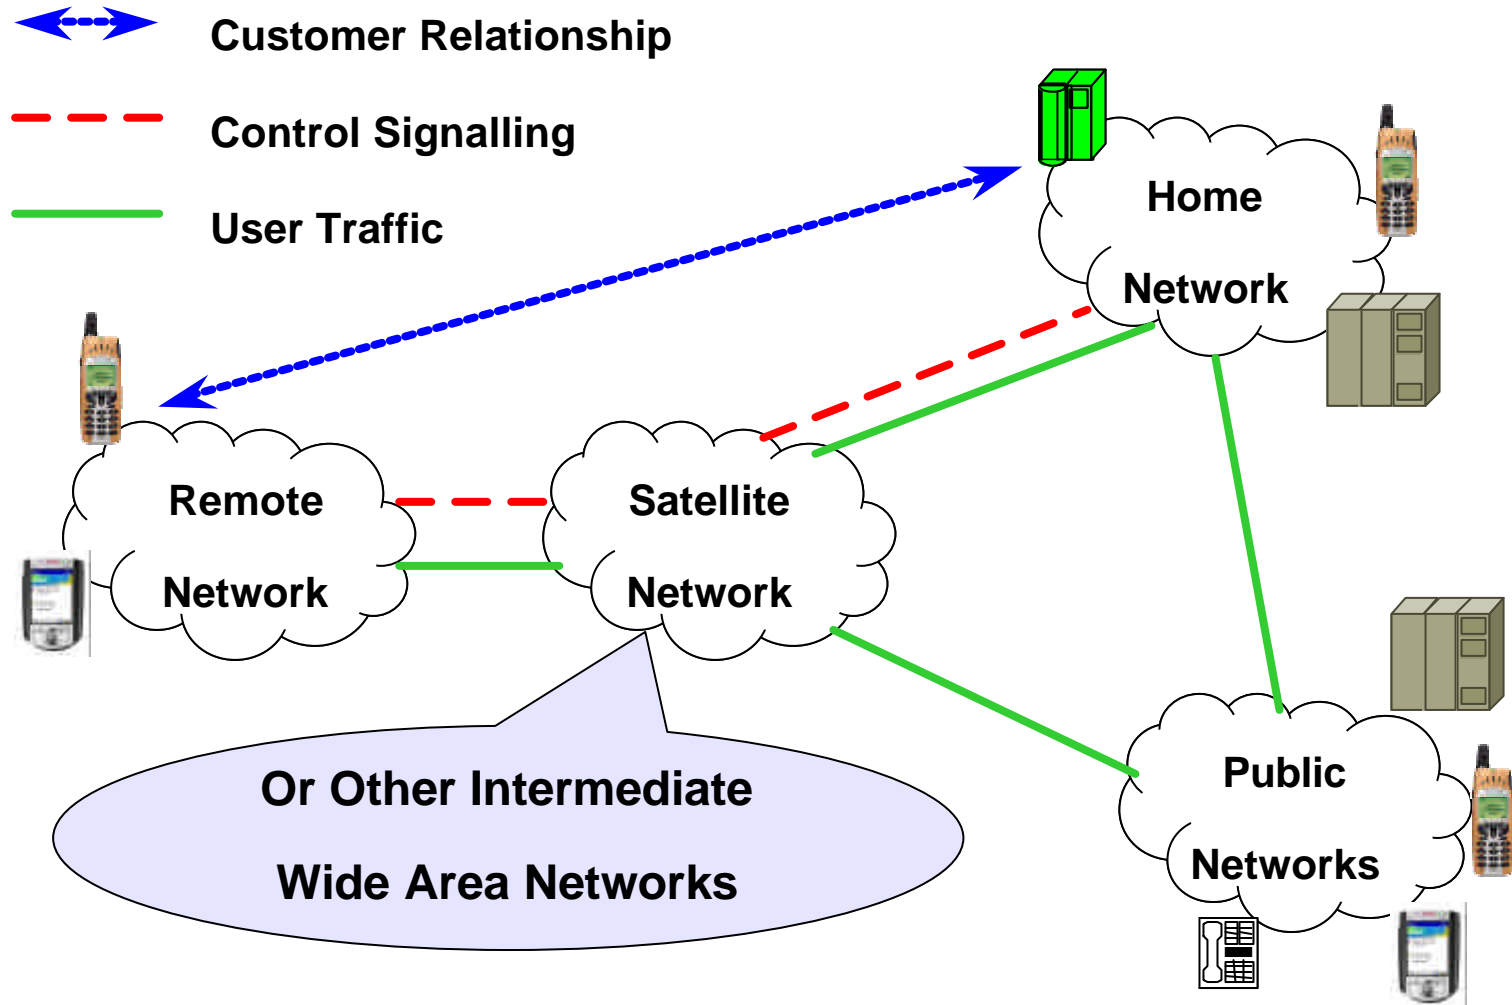 Customer Relationship
Control Signalling
User Traffic
Home
Network
Remote
Network
Satellite
Network
Or Other Intermediate
Wide Area Networks
Public
Networks